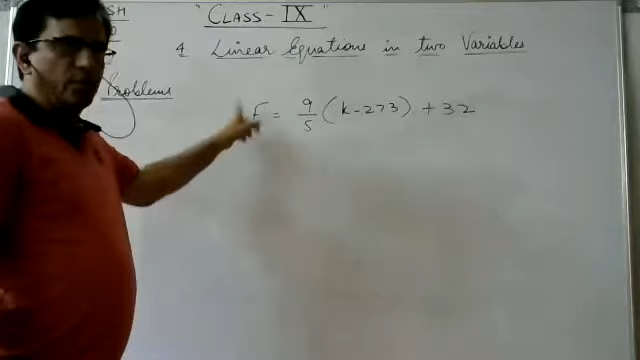 "CLASS-IX"
4 Linear Equations in two Variables
Problems
F = 9/5 (K-273) + 32